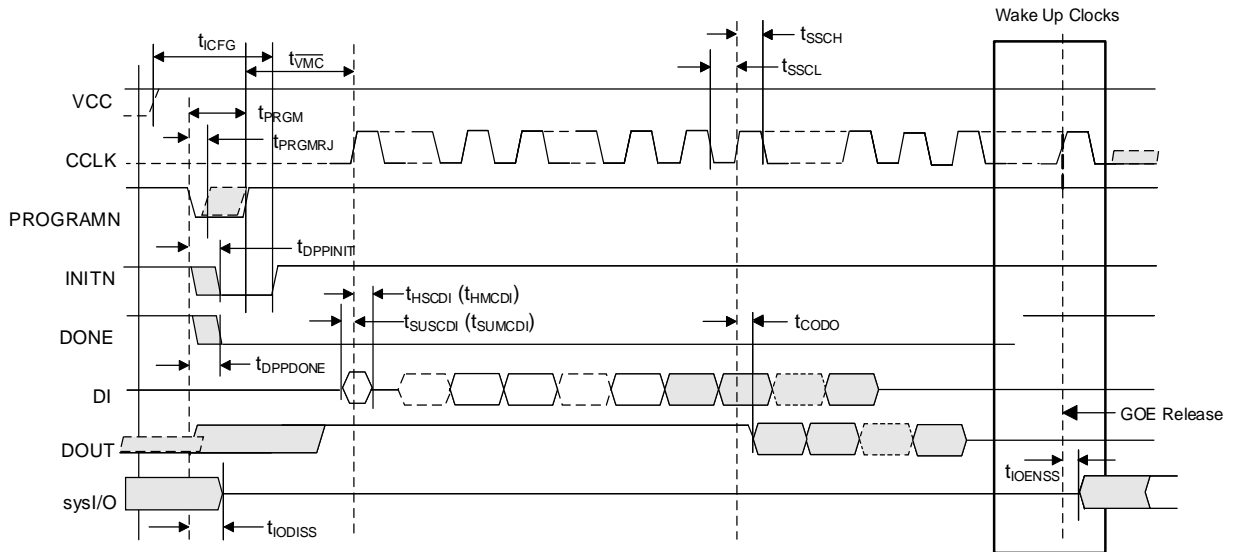 Wake Up Clocks
tICFG
tVMC
tSSCH
tSSCL
VCC
tPRGM
tPRGMRJ
CCLK
PROGRAMN
tDPPINIT
INITN
tHSCDI (tHMCDI)
tSUSCDI (tSUMCDI)
tCODO
DONE
tDPPDONE
DI
GOE Release
DOUT
tIOENSS
sysI/O
tIODISS